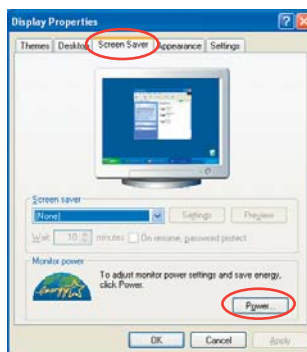 Display Properties
Themes Desktop Screen Saver Appearance Settings
Screen saver
(None) Settings Preview
Wait: 10 minutes On resume, password protect
Monitor power
To adjust monitor power settings and save energy,
click Power.
Power...
OK Cancel Apply